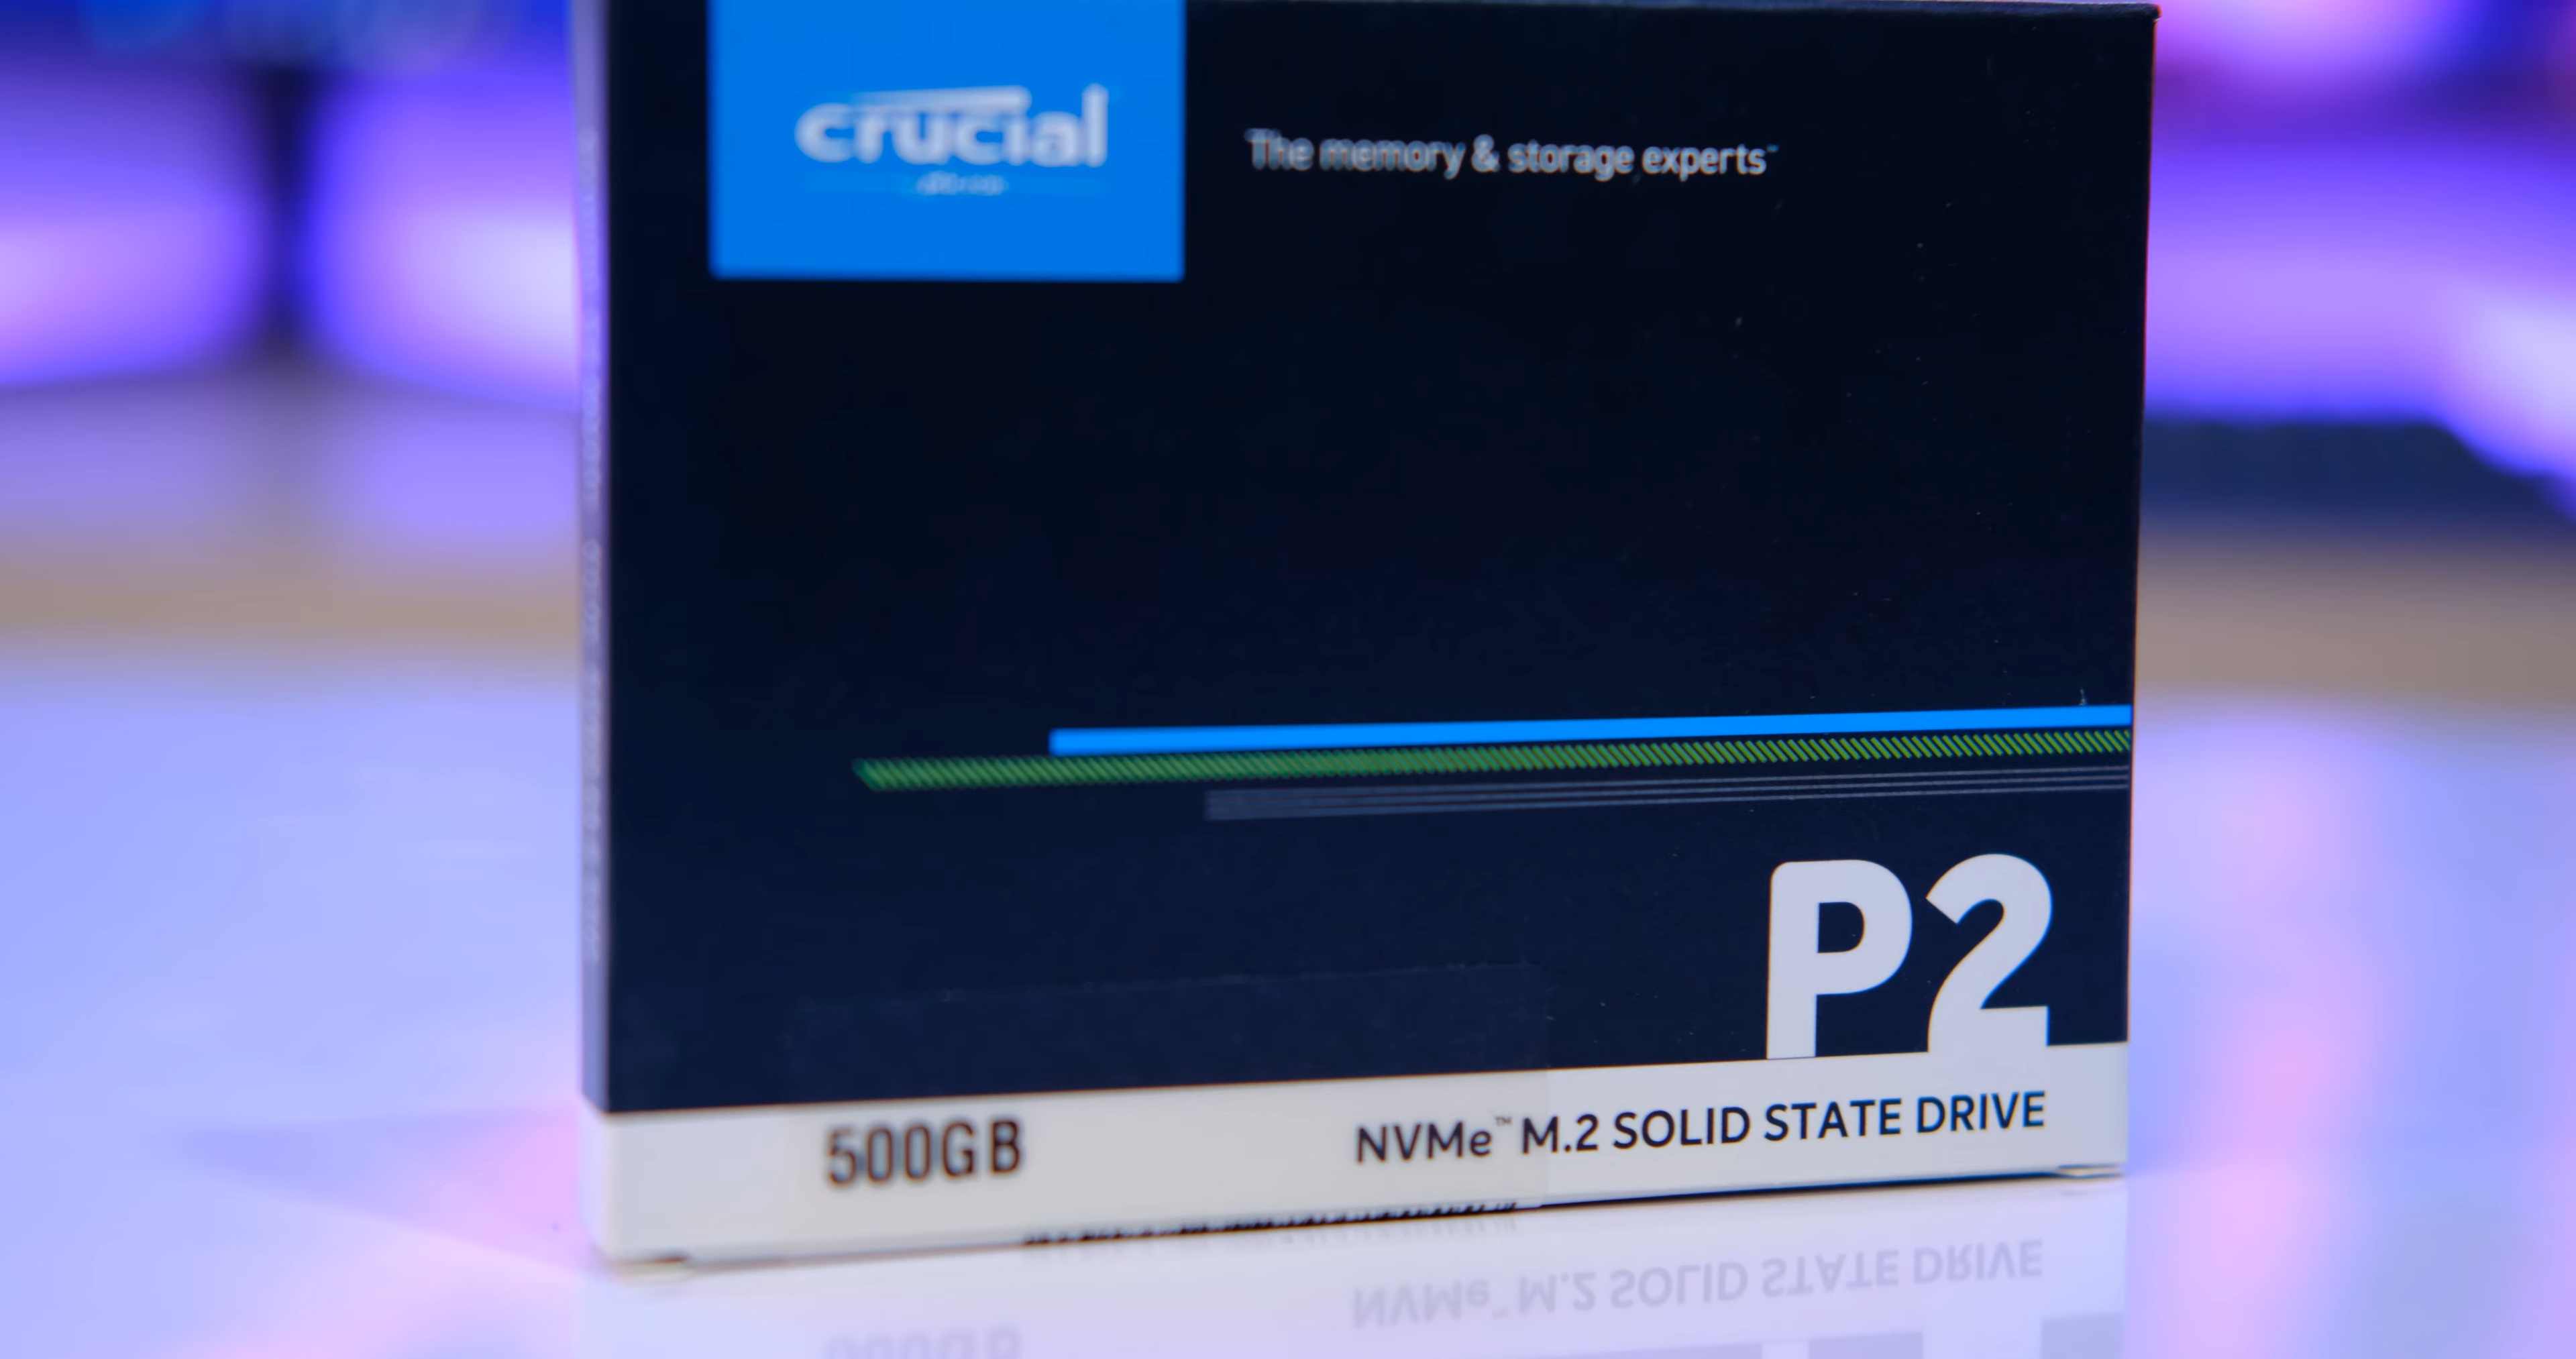 crucial
The memory & storage experts™
P2
500GB
NVMe™ M.2 SOLID STATE DRIVE